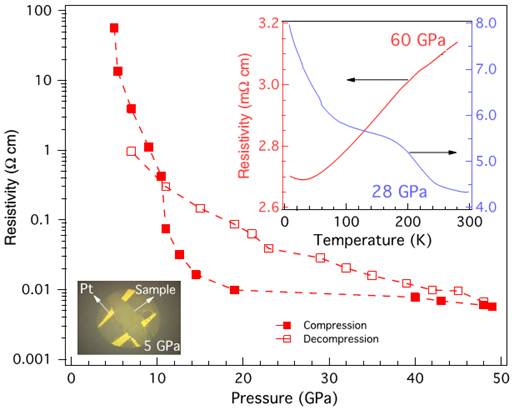 100
10
1
0.1
0.01
0.001
Resistivity (Ω cm)
0
10
20
30
40
50
Pressure (GPa)
Compression
Decompression
Pt
Sample
5 GPa
3.2
3.0
2.8
2.6
Resistivity (mΩ cm)
60 GPa
28 GPa
8.0
7.0
6.0
5.0
4.0
0
100
200
300
Temperature (K)